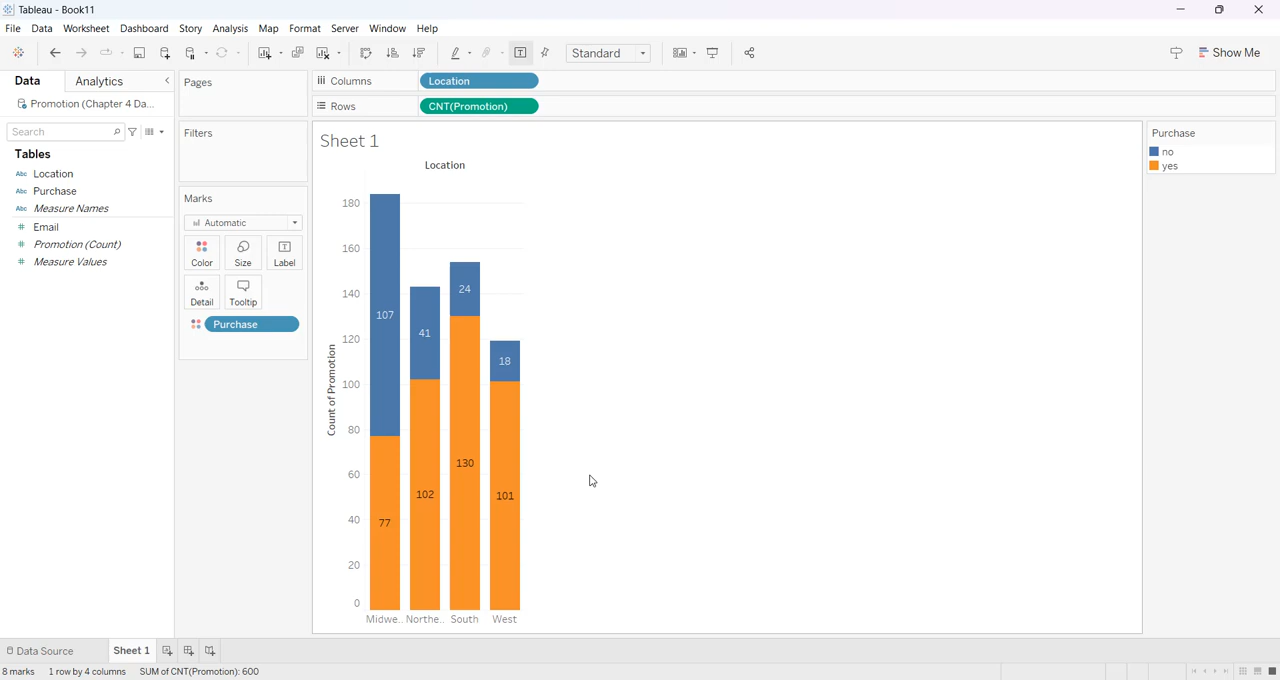 Tableau - Book11
File Data Worksheet Dashboard Story Analysis Map Format Server Window Help
Standard
Show Me
Data Analytics
Promotion (Chapter 4 Da...
Search
Tables
Abc Location
Abc Purchase
Abc Measure Names
# Email
# Promotion (Count)
# Measure Values
Pages
Filters
Marks
Automatic
Color Size Label
Detail Tooltip
Purchase
Columns Location
Rows CNT(Promotion)
Sheet 1
Location
Count of Promotion
180
160
140
120
100
80
60
40
20
0
107
77
41
102
24
130
18
101
Midwe.. Northe.. South West
Purchase
no
yes
Data Source Sheet 1
8 marks 1 row by 4 columns SUM of CNT(Promotion): 600